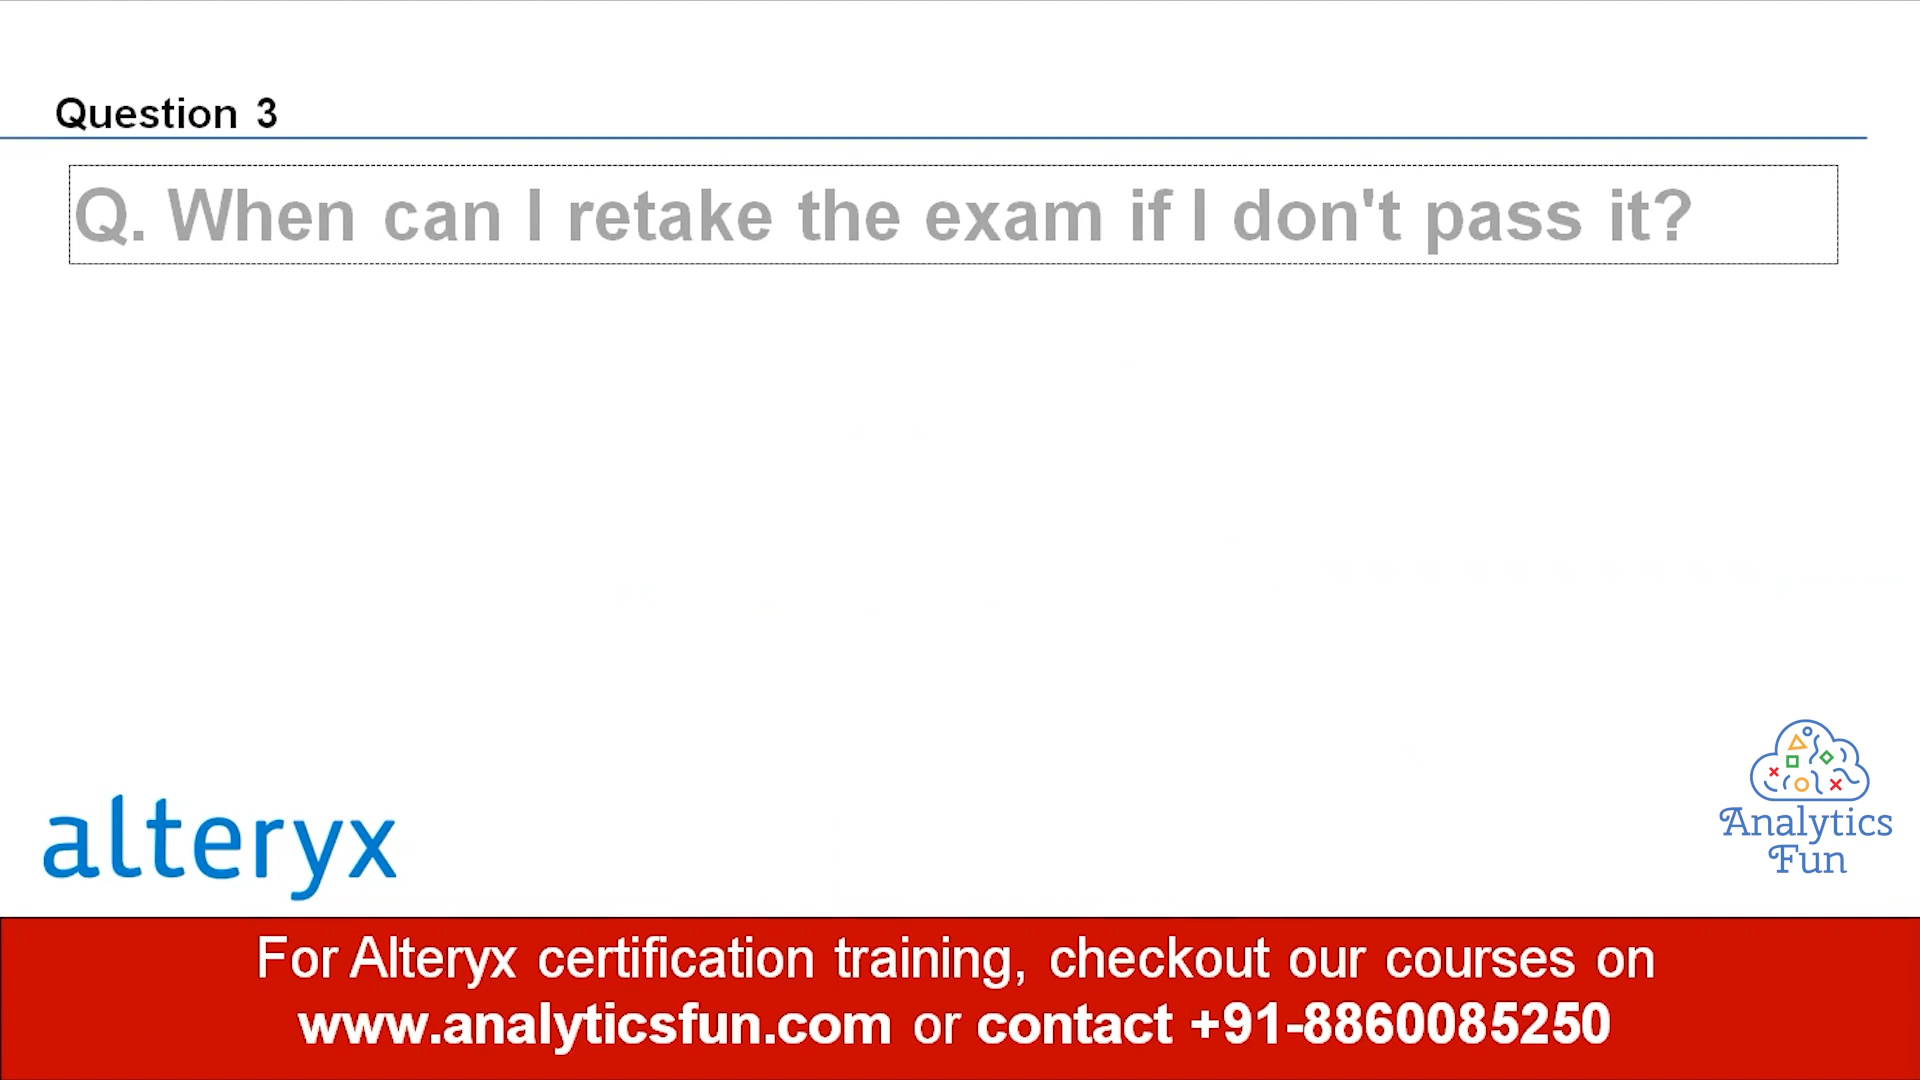 Question 3
Q. When can I retake the exam if I don't pass it?
alteryx
Analytics
Fun
For Alteryx certification training, checkout our courses on
www.analyticsfun.com or contact +91-8860085250